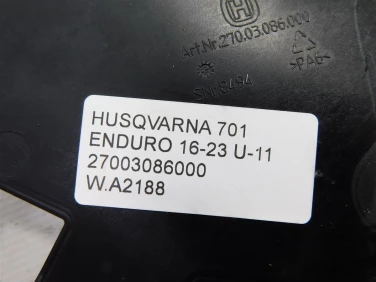 Art.Nr.270.03.086.000
>PA6<
HUSQVARNA 701
ENDURO 16-23 U-11
27003086000
W.A2188